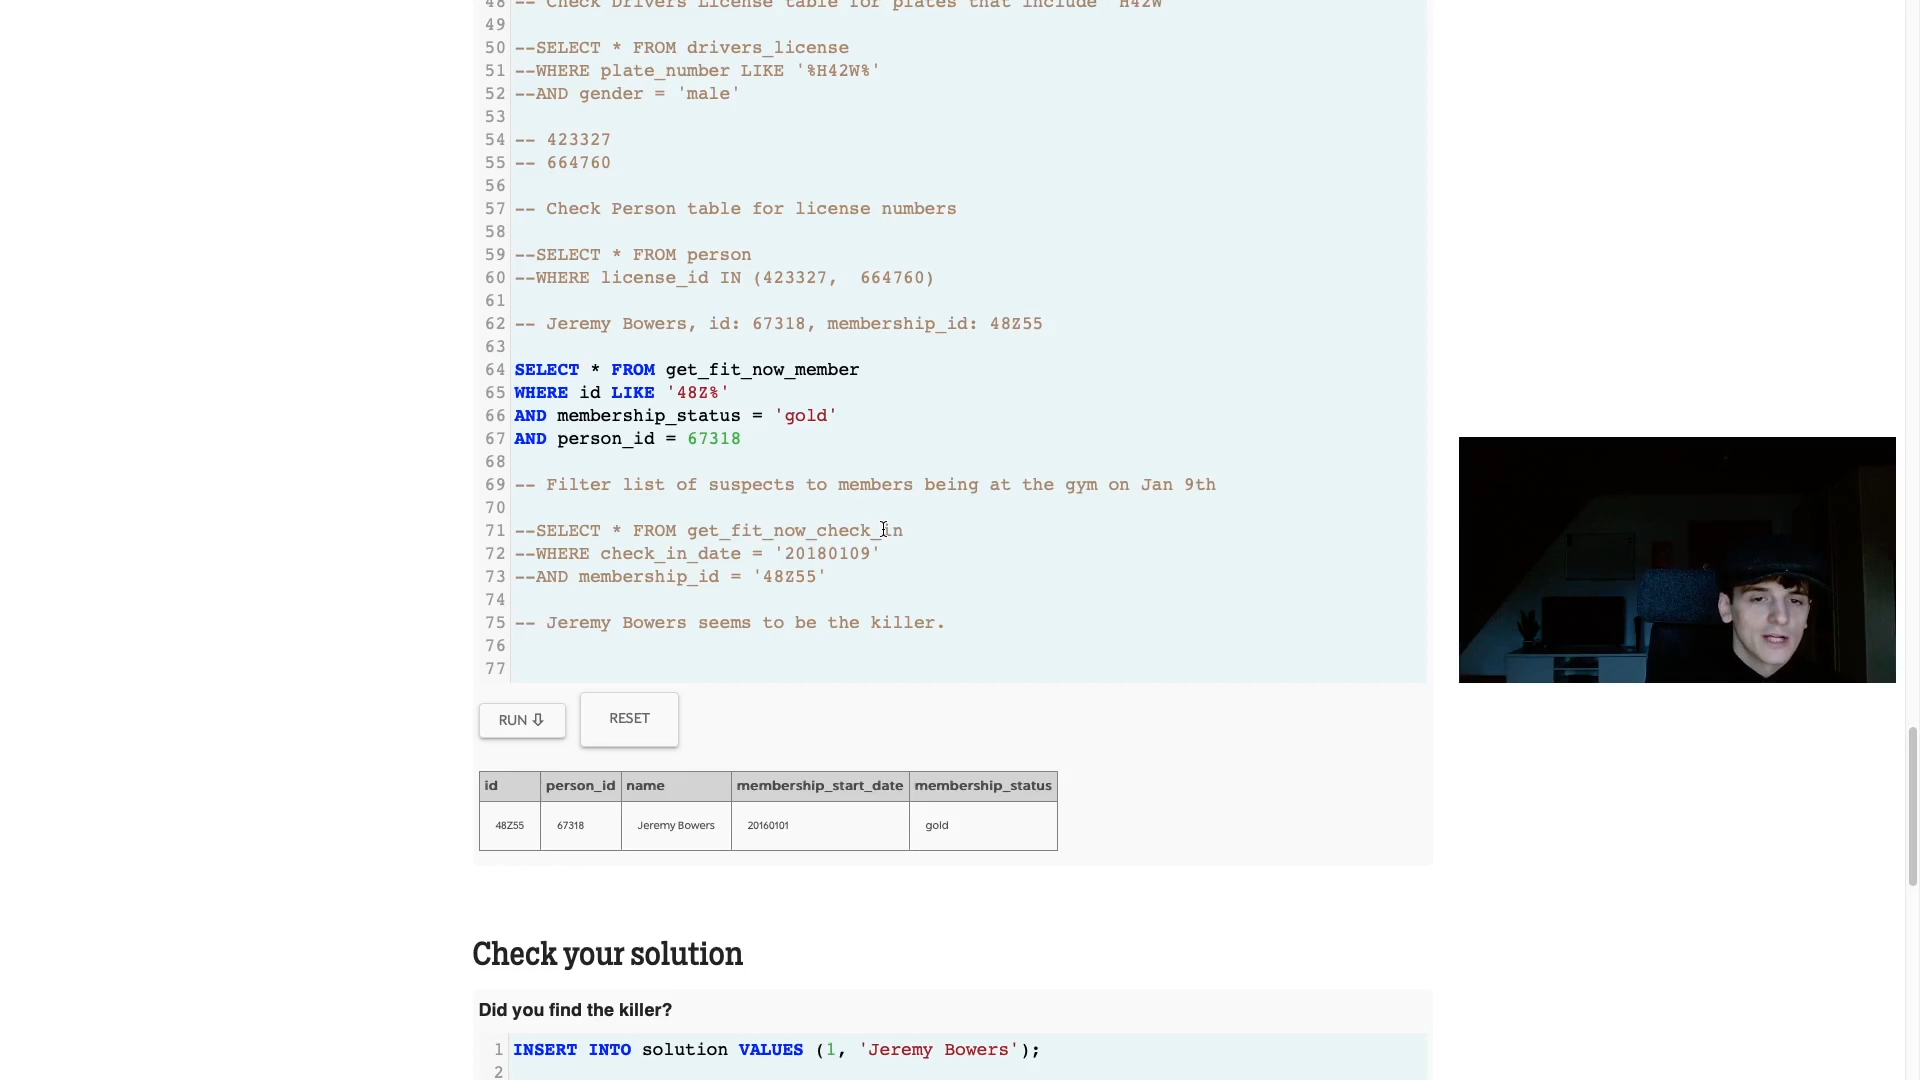 48 -- Check Drivers License table for plates that include "H42W"
49
50 --SELECT * FROM drivers_license
51 --WHERE plate_number LIKE '%H42W%'
52 --AND gender = 'male'
53
54 -- 423327
55 -- 664760
56
57 -- Check Person table for license numbers
58
59 --SELECT * FROM person
60 --WHERE license_id IN (423327,  664760)
61
62 -- Jeremy Bowers, id: 67318, membership_id: 48Z55
63
64 SELECT * FROM get_fit_now_member
65 WHERE id LIKE '48Z%'
66 AND membership_status = 'gold'
67 AND person_id = 67318
68
69 -- Filter list of suspects to members being at the gym on Jan 9th
70
71 --SELECT * FROM get_fit_now_check_in
72 --WHERE check_in_date = '20180109'
73 --AND membership_id = '48Z55'
74
75 -- Jeremy Bowers seems to be the killer.
76
77
RUN ⇩ RESET
id person_id name membership_start_date membership_status
48Z55 67318 Jeremy Bowers 20160101 gold
Check your solution
Did you find the killer?
1 INSERT INTO solution VALUES (1, 'Jeremy Bowers');
2